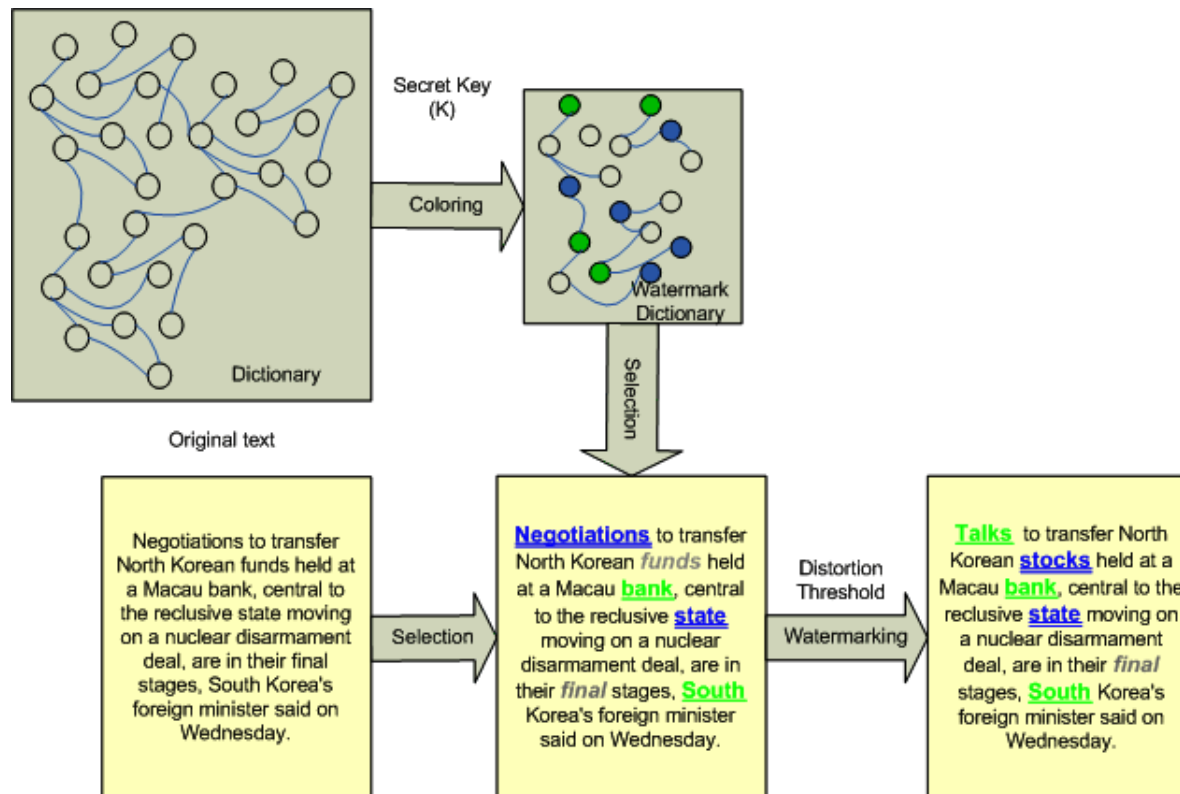 Secret Key
(K)
Coloring
Dictionary
Watermark
Dictionary
Selection
Original text
Negotiations to transfer
North Korean funds held at
a Macau bank, central to
the reclusive state moving
on a nuclear disarmament
deal, are in their final
stages, South Korea's
foreign minister said on
Wednesday.
Selection
Negotiations to transfer
North Korean funds held
at a Macau bank, central
to the reclusive state
moving on a nuclear
disarmament deal, are in
their final stages, South
Korea's foreign minister
said on Wednesday.
Distortion
Threshold
Watermarking
Talks to transfer North
Korean stocks held at a
Macau bank, central to the
reclusive state moving on
a nuclear disarmament
deal, are in their final
stages, South Korea's
foreign minister said on
Wednesday.